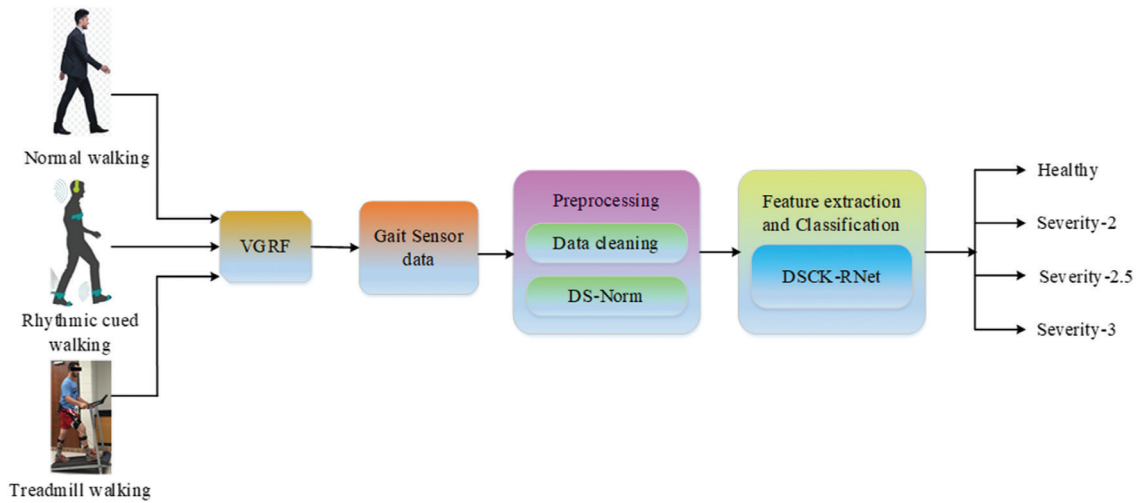 Normal walking
Rhythmic cued
walking
Treadmill walking
VGRF
Gait Sensor
data
Preprocessing
Data cleaning
DS-Norm
Feature extraction
and Classification
DSCK-RNet
Healthy
Severity-2
Severity-2.5
Severity-3